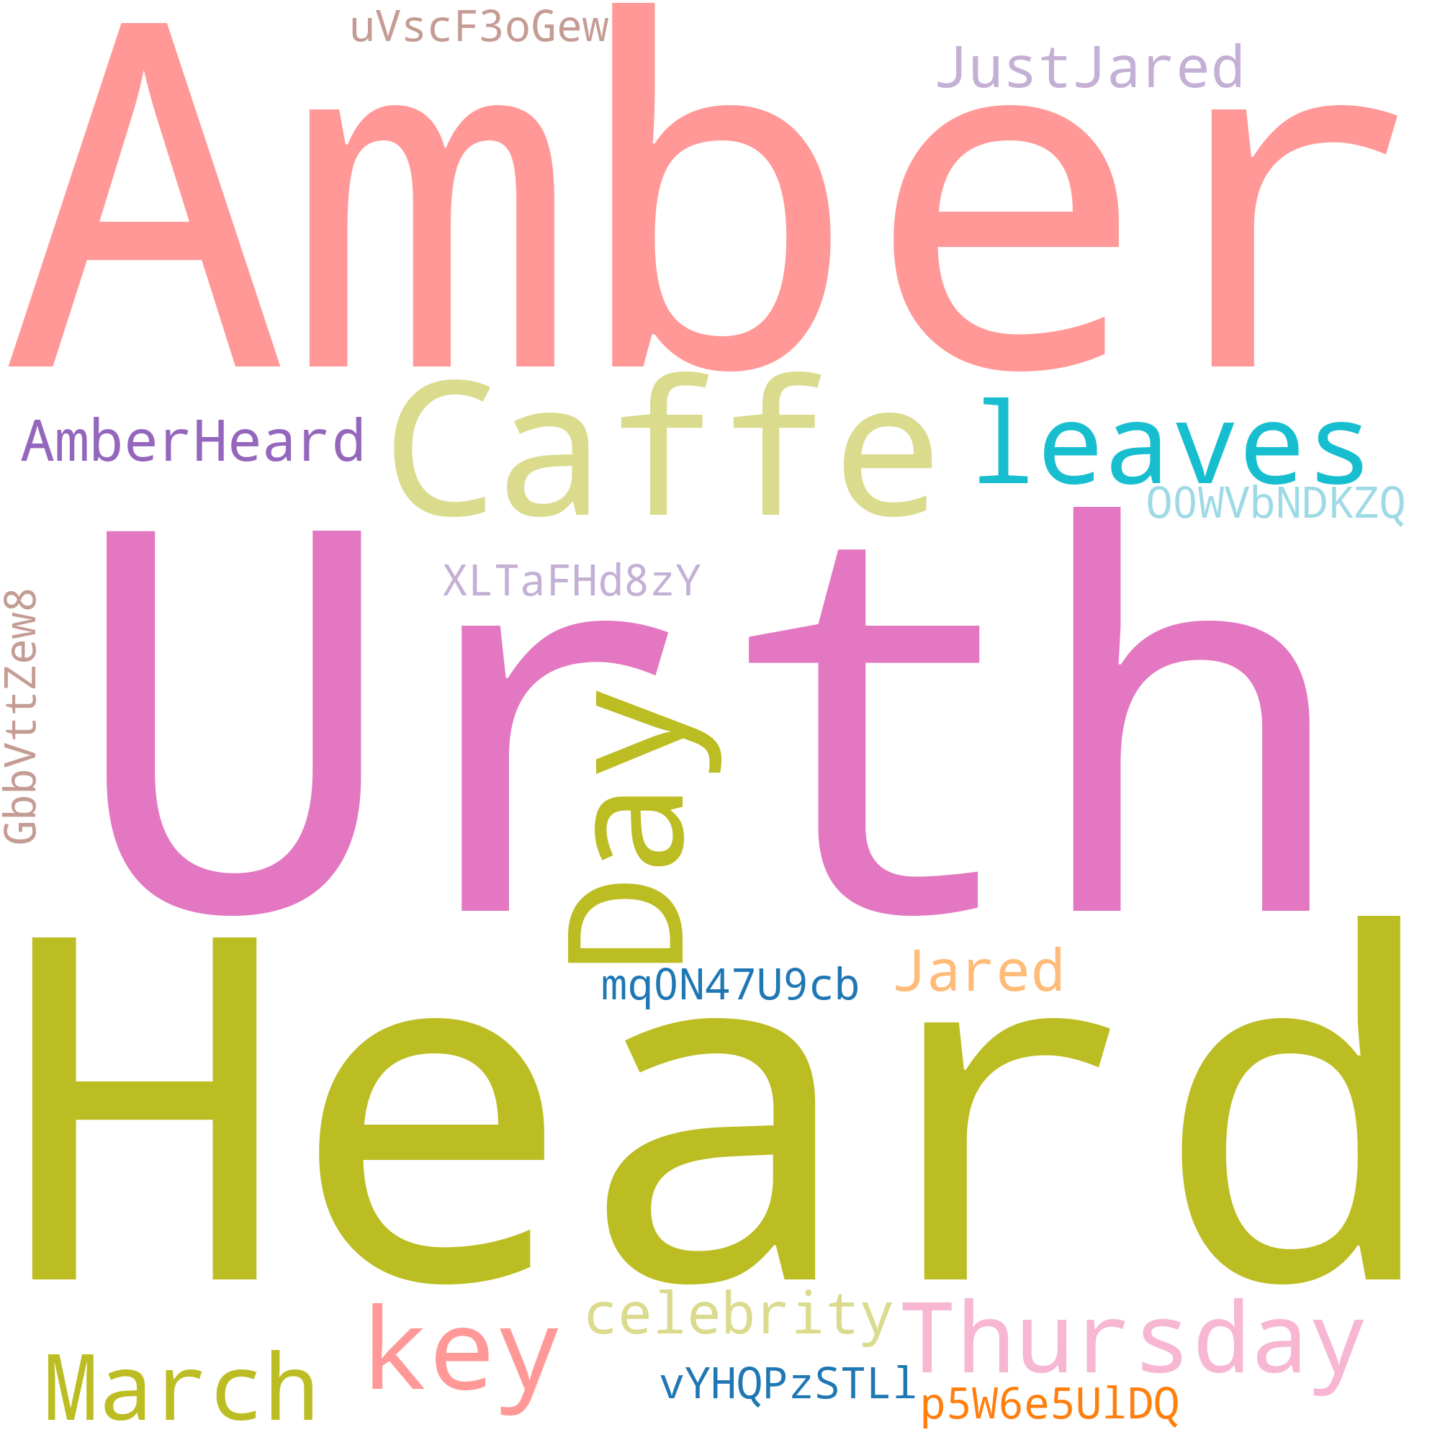 uVscF3oGew
JustJared
Amber
AmberHeard
Caffe
leaves
O0WVbNDKZQ
XLTaFHd8zY
GbbVttZew8
Urth
Day
mq0N47U9cb
Jared
Heard
celebrity
Thursday
key
March
vYHQPzSTLl
p5W6e5UlDQ